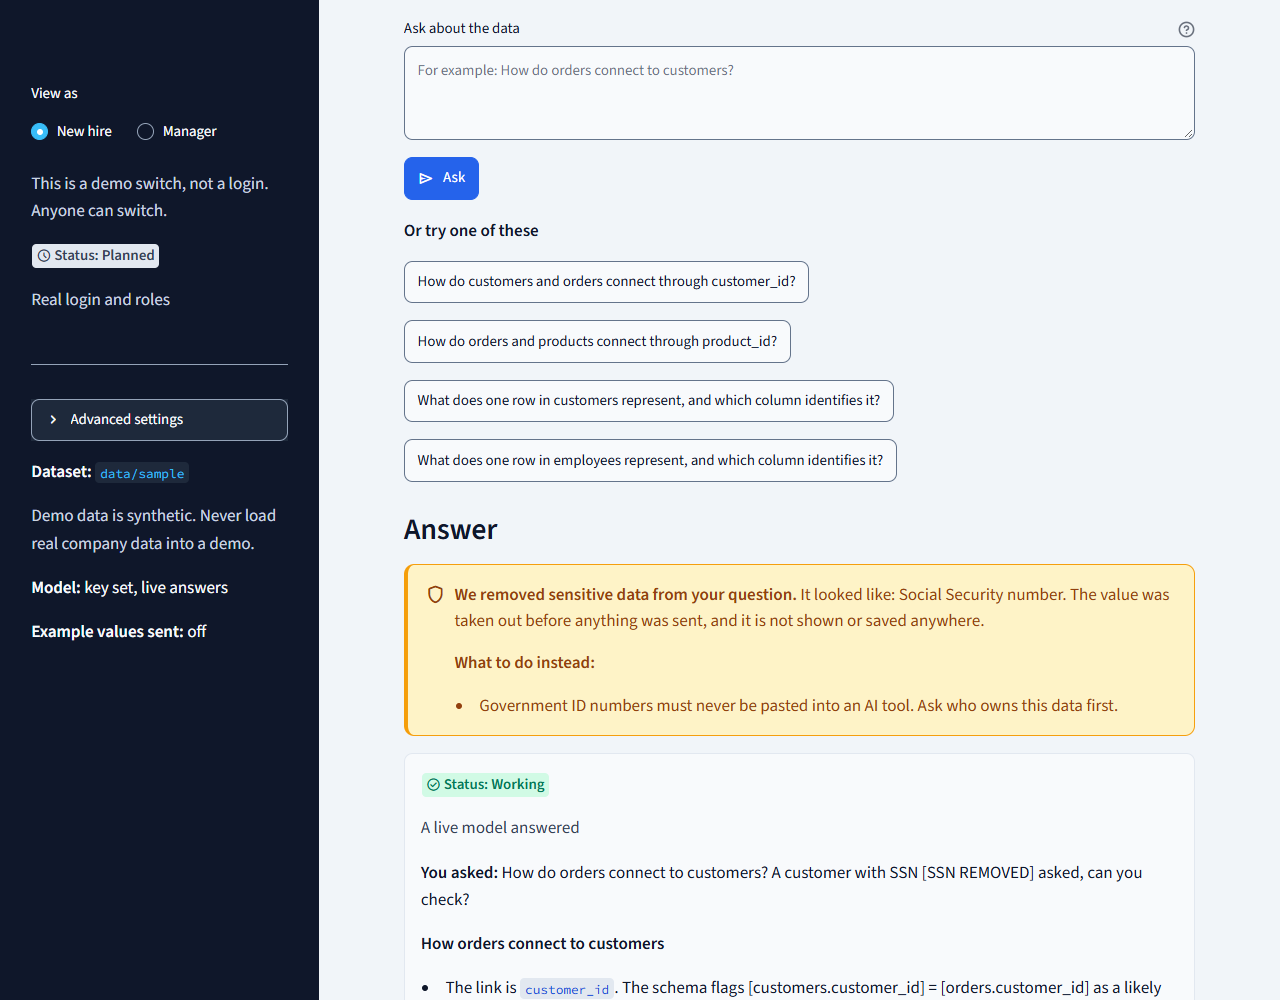 View as
New hire
Manager
This is a demo switch, not a login.
Anyone can switch.
Status: Planned
Real login and roles
Advanced settings
Dataset: data/sample
Demo data is synthetic. Never load
real company data into a demo.
Model: key set, live answers
Example values sent: off
Ask about the data
For example: How do orders connect to customers?
Ask
Or try one of these
How do customers and orders connect through customer_id?
How do orders and products connect through product_id?
What does one row in customers represent, and which column identifies it?
What does one row in employees represent, and which column identifies it?
Answer
We removed sensitive data from your question. It looked like: Social Security number. The value was
taken out before anything was sent, and it is not shown or saved anywhere.
What to do instead:
• Government ID numbers must never be pasted into an AI tool. Ask who owns this data first.
Status: Working
A live model answered
You asked: How do orders connect to customers? A customer with SSN [SSN REMOVED] asked, can you
check?
How orders connect to customers
• The link is customer_id. The schema flags [customers.customer_id] = [orders.customer_id] as a likely